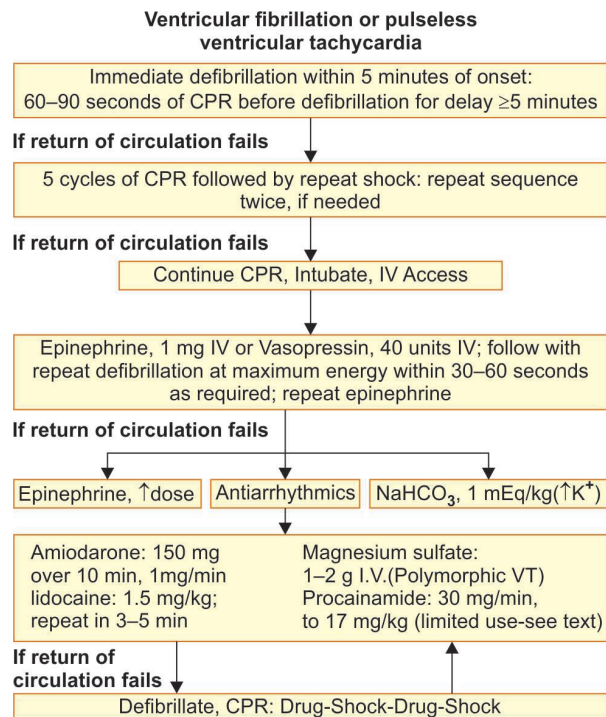 Ventricular fibrillation or pulseless
ventricular tachycardia
Immediate defibrillation within 5 minutes of onset:
60–90 seconds of CPR before defibrillation for delay ≥5 minutes
If return of circulation fails
5 cycles of CPR followed by repeat shock: repeat sequence
twice, if needed
If return of circulation fails
Continue CPR, Intubate, IV Access
Epinephrine, 1 mg IV or Vasopressin, 40 units IV; follow with
repeat defibrillation at maximum energy within 30–60 seconds
as required; repeat epinephrine
If return of circulation fails
Epinephrine, ↑dose
Antiarrhythmics
NaHCO₃, 1 mEq/kg(↑K⁺)
Amiodarone: 150 mg
over 10 min, 1mg/min
lidocaine: 1.5 mg/kg;
repeat in 3–5 min
Magnesium sulfate:
1–2 g I.V.(Polymorphic VT)
Procainamide: 30 mg/min,
to 17 mg/kg (limited use-see text)
If return of
circulation fails
Defibrillate, CPR: Drug-Shock-Drug-Shock